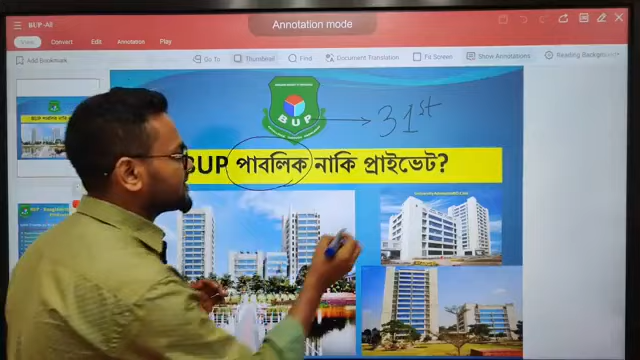 Annotation mode
BUP -All
View Convert Edit Annotation Play
Add Bookmark Go To Thumbnail Find Document Translation Fit Screen Show Annotations Reading Background
BUP
31st
BUP পাবলিক নাকি প্রাইভেট?